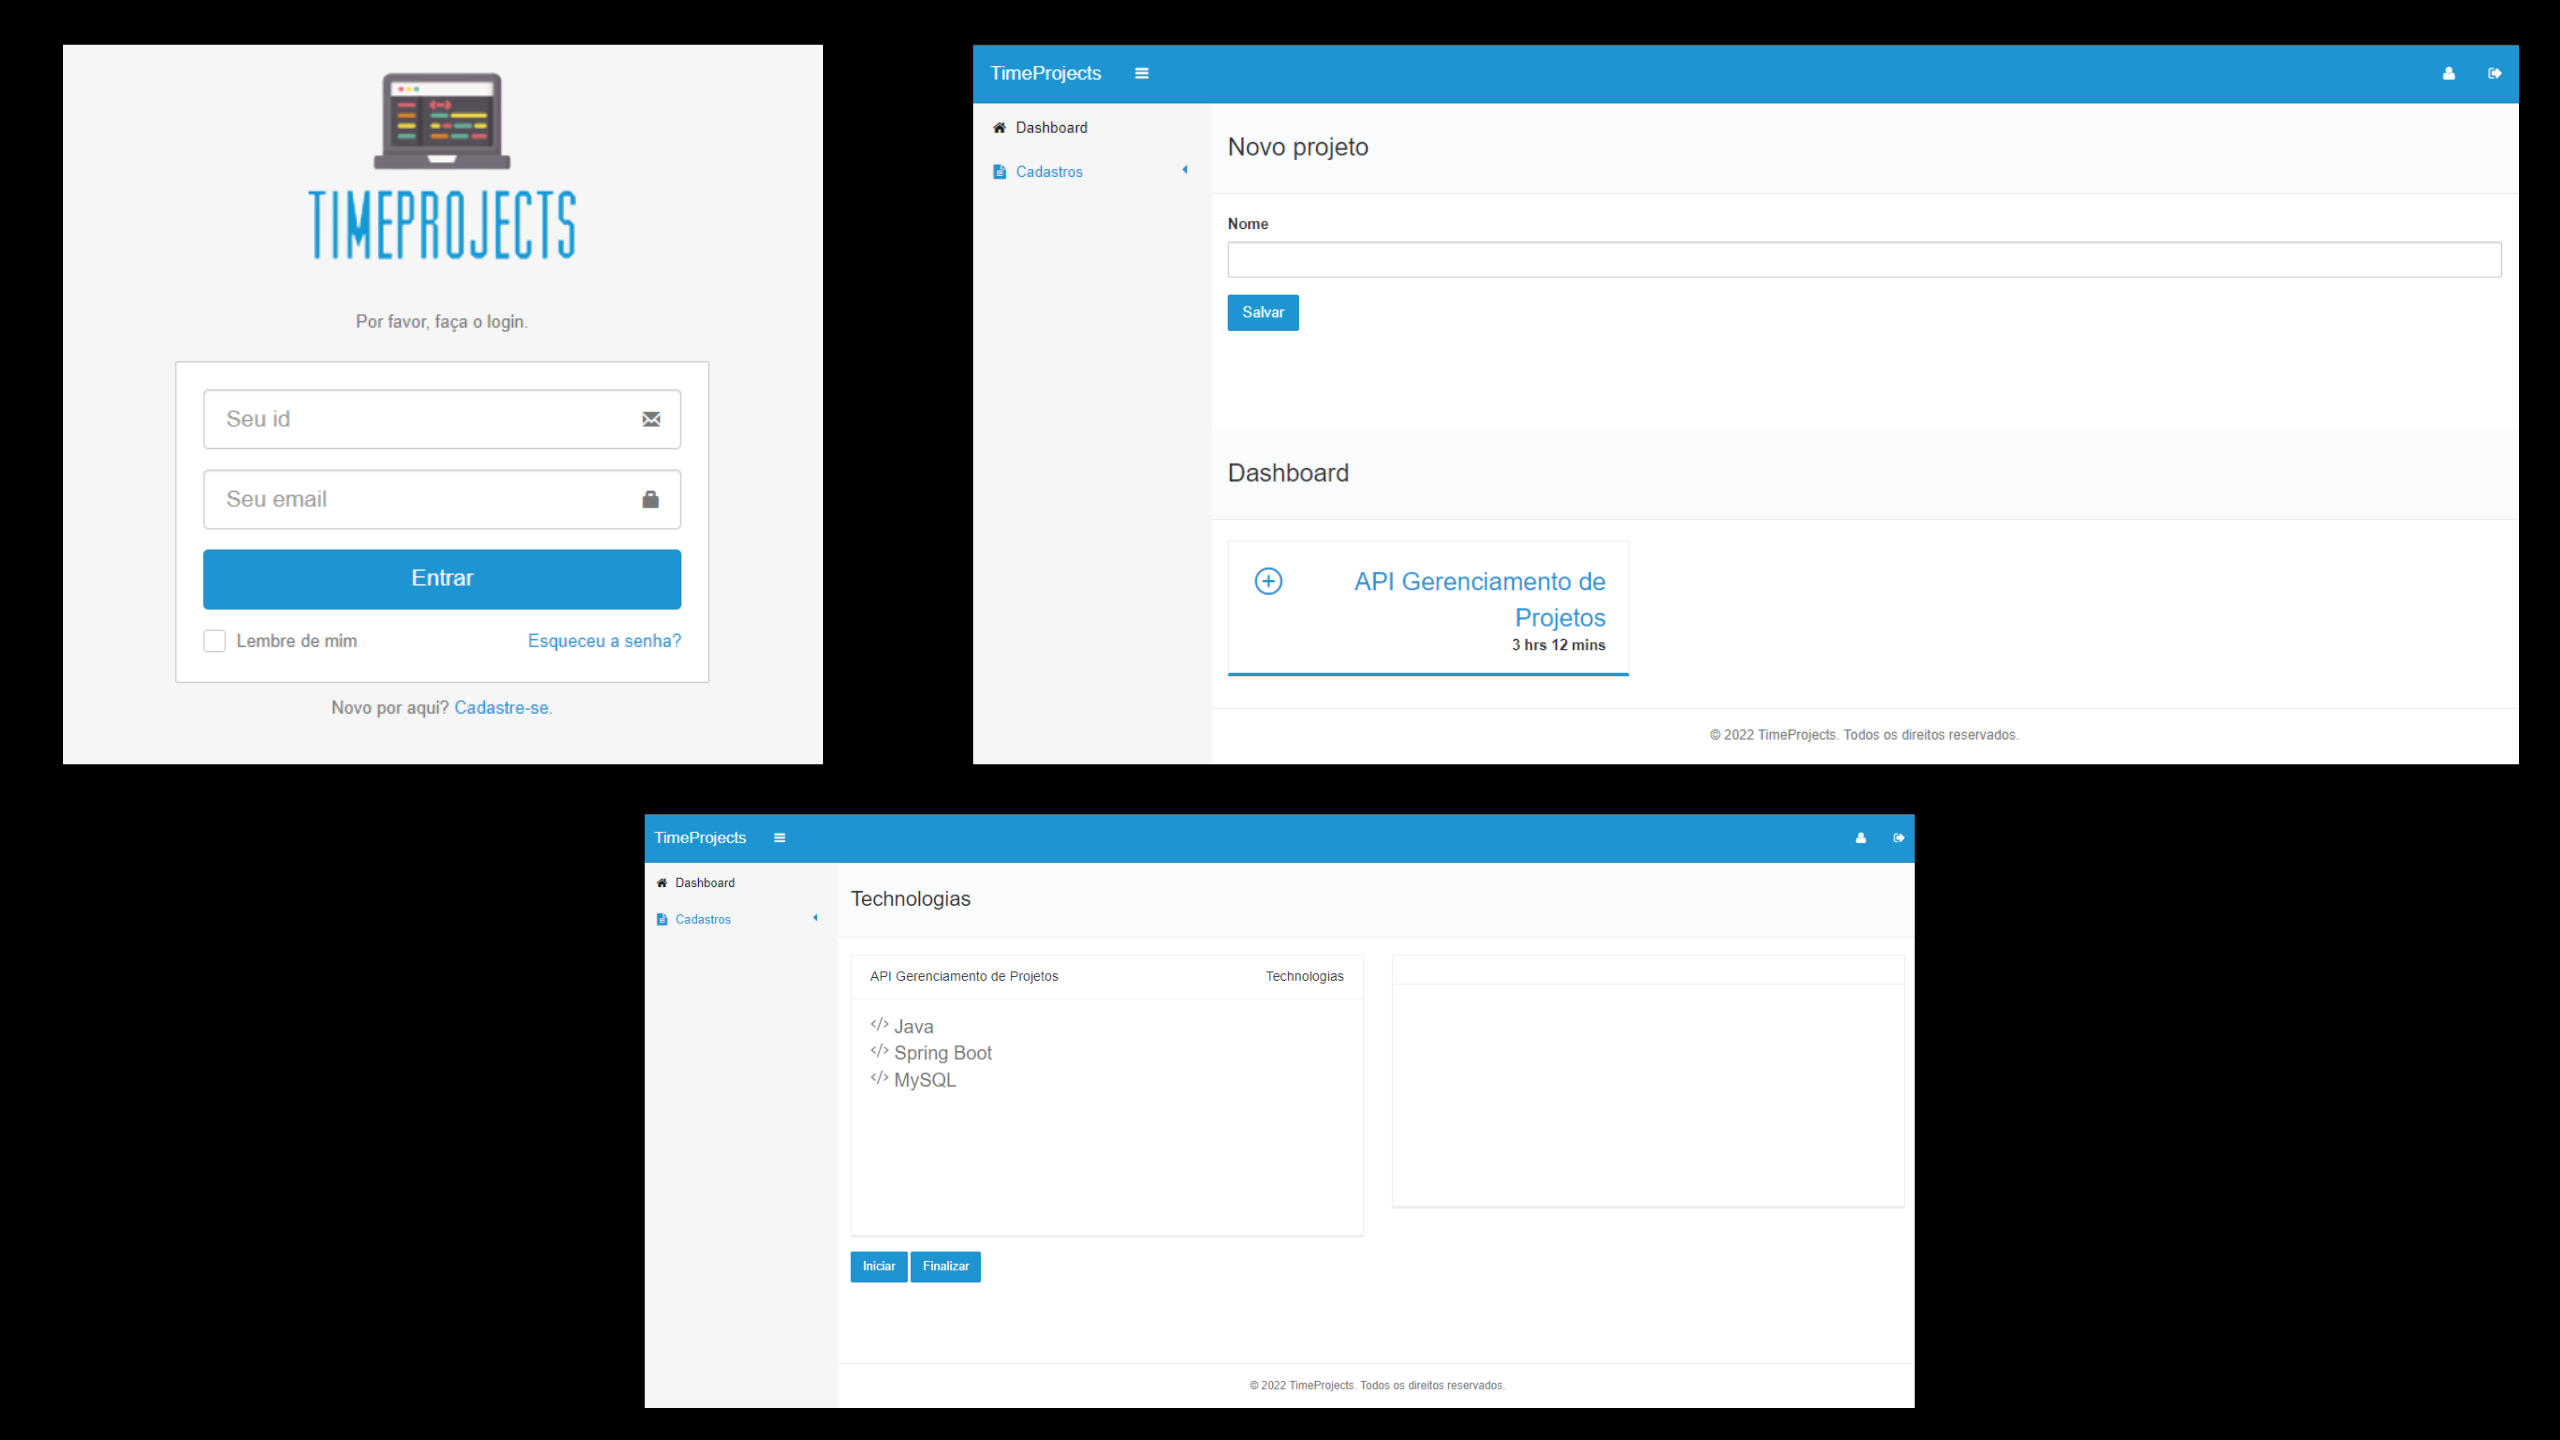 TIMEPROJECTS
Por favor, faça o login.
Seu id
Seu email
Entrar
Lembre de mim Esqueceu a senha?
Novo por aqui? Cadastre-se.
TimeProjects
Dashboard
Cadastros
Novo projeto
Nome
Salvar
Dashboard
API Gerenciamento de
Projetos
3 hrs 12 mins
© 2022 TimeProjects. Todos os direitos reservados.
TimeProjects
Dashboard
Cadastros
Technologias
API Gerenciamento de Projetos Technologias
</> Java
</> Spring Boot
</> MySQL
Iniciar Finalizar
© 2022 TimeProjects. Todos os direitos reservados.